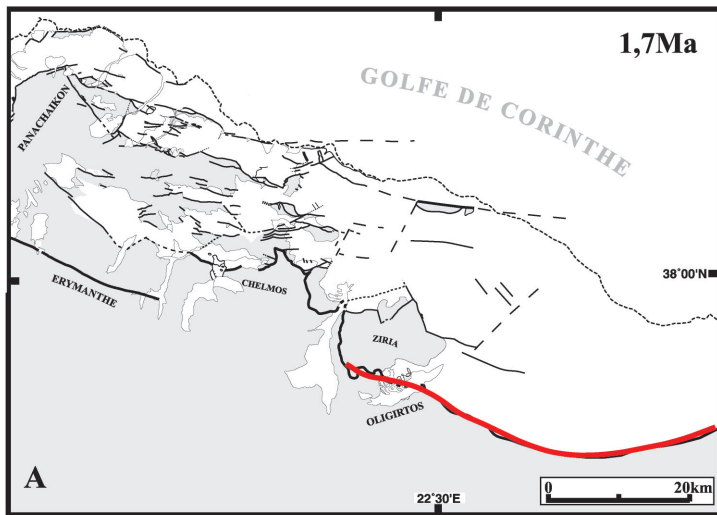 1,7Ma
GOLFE DE CORINTHE
PANACHAIKON
38°00'N
ERYMANTHE
CHELMOS
ZIRIA
OLIGIRTOS
A
0 20km
22°30'E